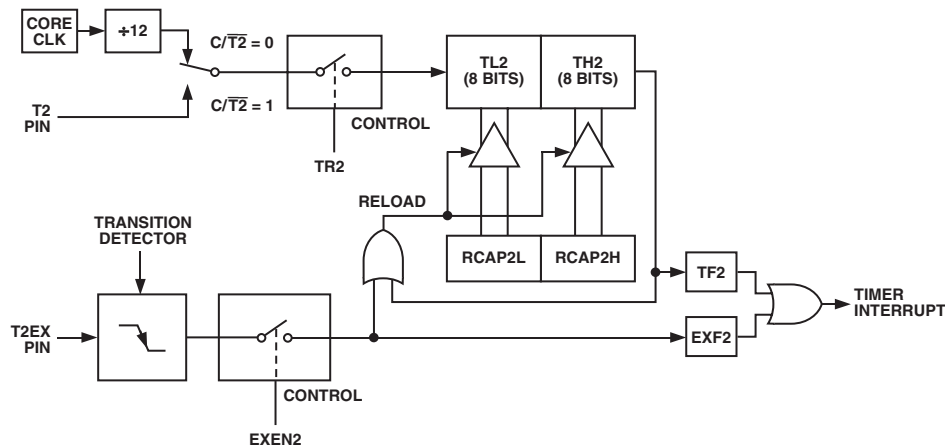 CORE
CLK
÷12
C/T2̅ = 0
C/T2̅ = 1
T2
PIN
CONTROL
TR2
TL2
(8 BITS)
TH2
(8 BITS)
RELOAD
TRANSITION
DETECTOR
RCAP2L
RCAP2H
TF2
TIMER
INTERRUPT
T2EX
PIN
EXF2
CONTROL
EXEN2